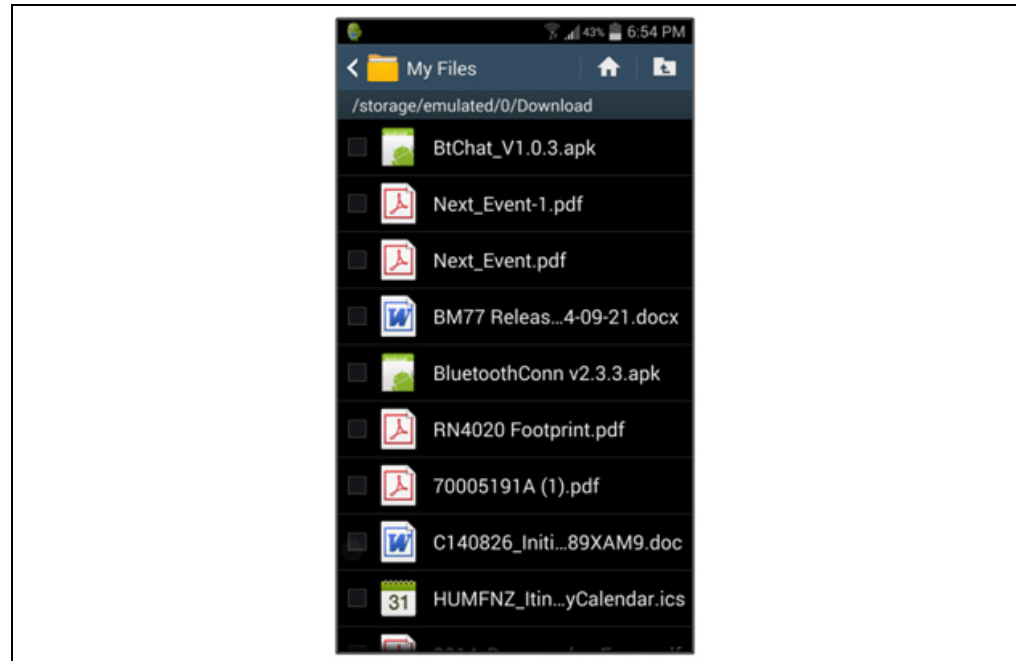 43% 6:54 PM
My Files
/storage/emulated/0/Download
BtChat_V1.0.3.apk
Next_Event-1.pdf
Next_Event.pdf
BM77 Releas...4-09-21.docx
BluetoothConn v2.3.3.apk
RN4020 Footprint.pdf
70005191A (1).pdf
C140826_Initi...89XAM9.doc
31 HUMFNZ_Itin...yCalendar.ics